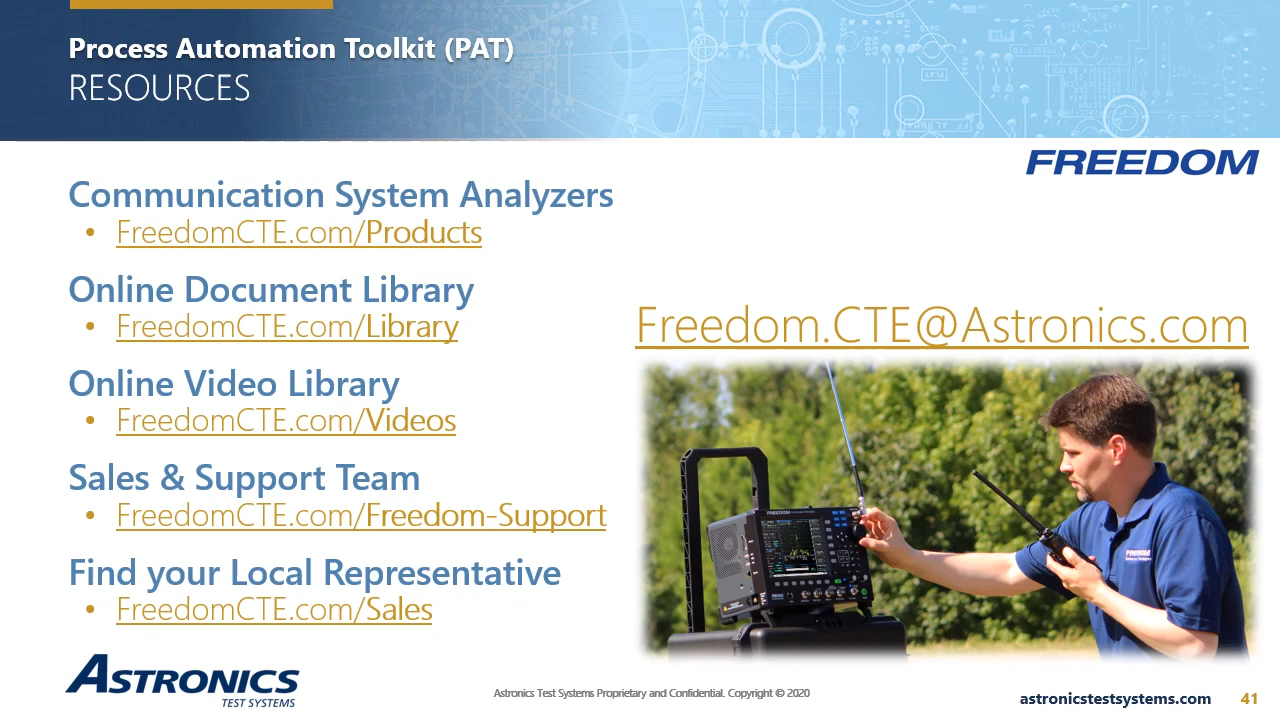 Process Automation Toolkit (PAT)
RESOURCES
FREEDOM
Communication System Analyzers
• FreedomCTE.com/Products
Online Document Library
• FreedomCTE.com/Library
Online Video Library
• FreedomCTE.com/Videos
Sales & Support Team
• FreedomCTE.com/Freedom-Support
Find your Local Representative
• FreedomCTE.com/Sales
Freedom.CTE@Astronics.com
FREEDOM
FREEDOM
ASTRONICS
TEST SYSTEMS
Astronics Test Systems Proprietary and Confidential. Copyright © 2020
astronicstestsystems.com 41